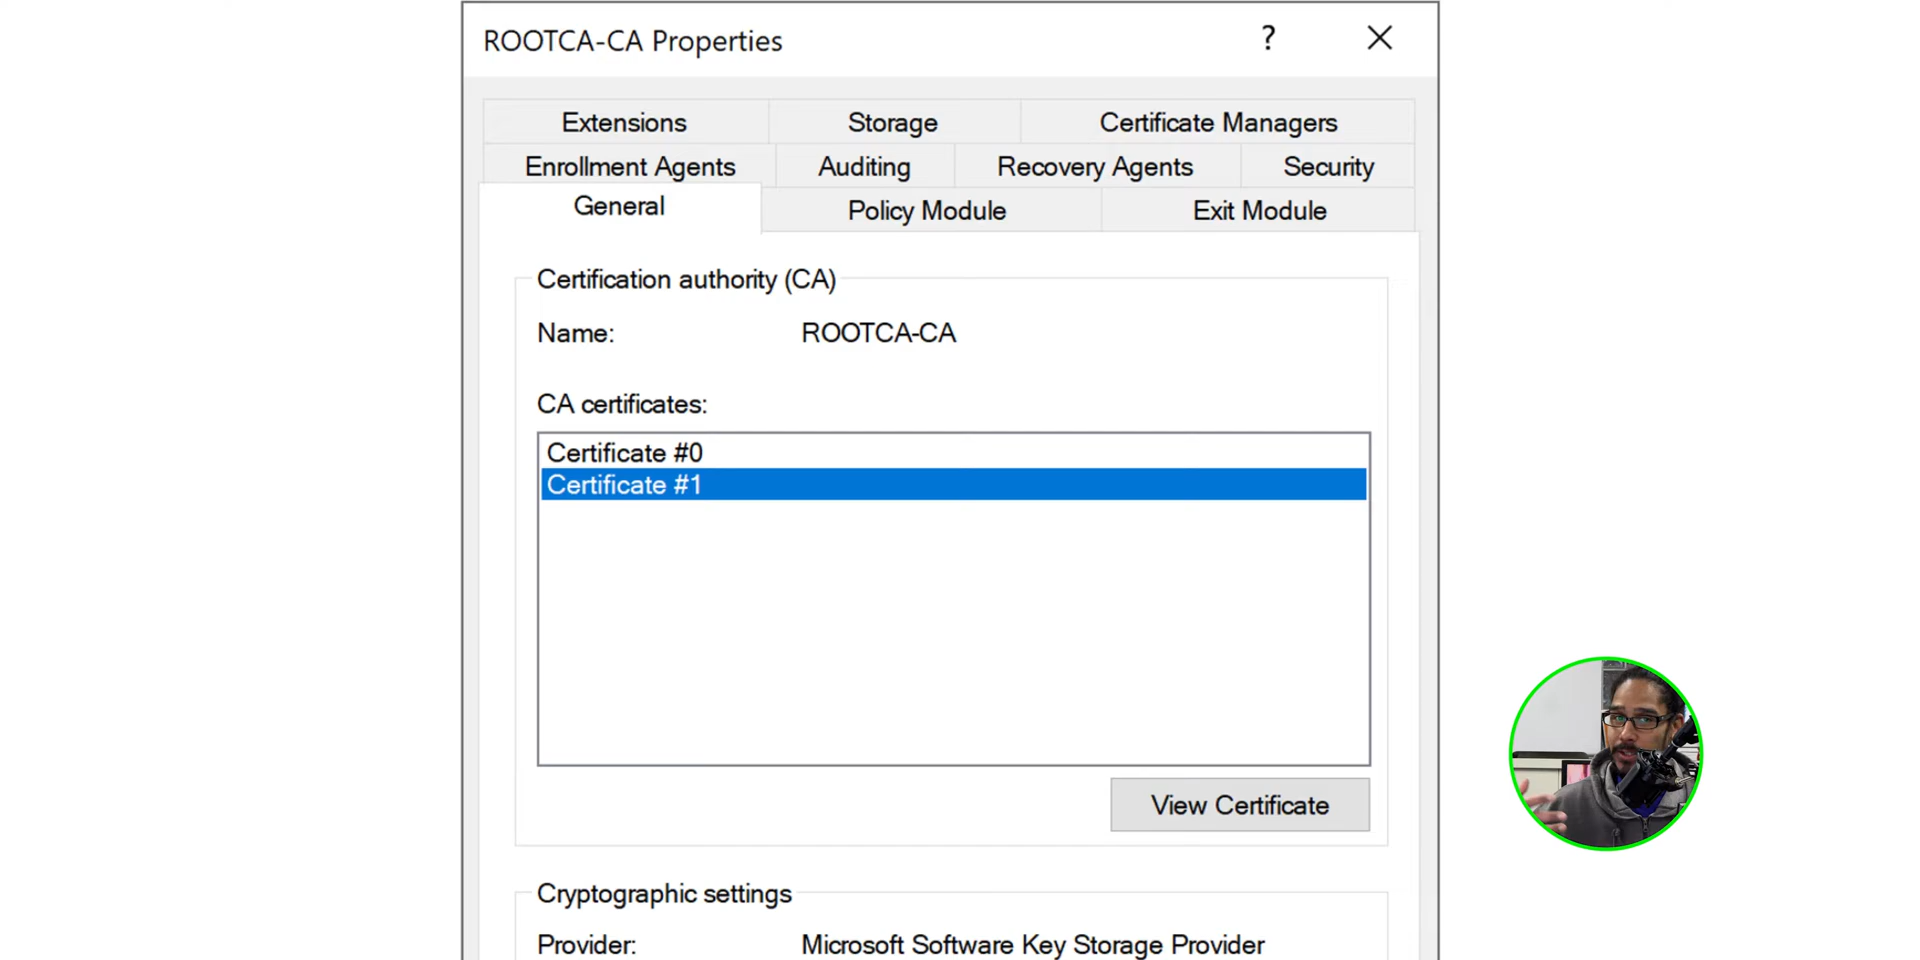 ROOTCA-CA Properties ?
Extensions Storage Certificate Managers
Enrollment Agents Auditing Recovery Agents Security
General Policy Module Exit Module
Certification authority (CA)
Name: ROOTCA-CA
CA certificates:
Certificate #0
Certificate #1
View Certificate
Cryptographic settings
Provider: Microsoft Software Key Storage Provider